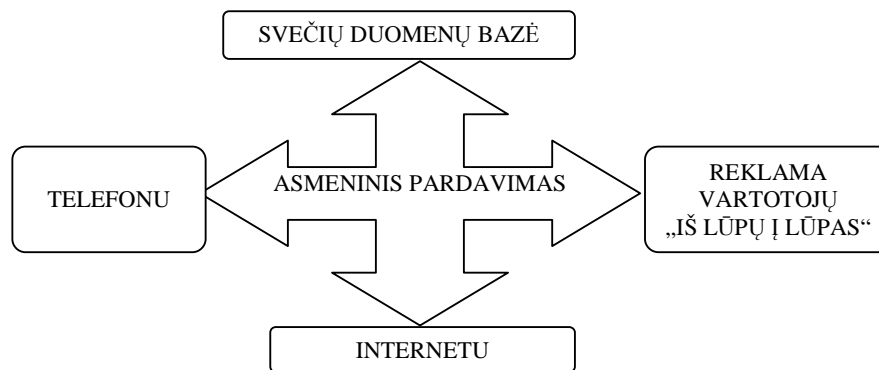 SVEČIŲ DUOMENŲ BAZĖ
TELEFONU
ASMENINIS PARDAVIMAS
REKLAMA
VARTOTOJŲ
„IŠ LŪPŲ Į LŪPAS“
INTERNETU